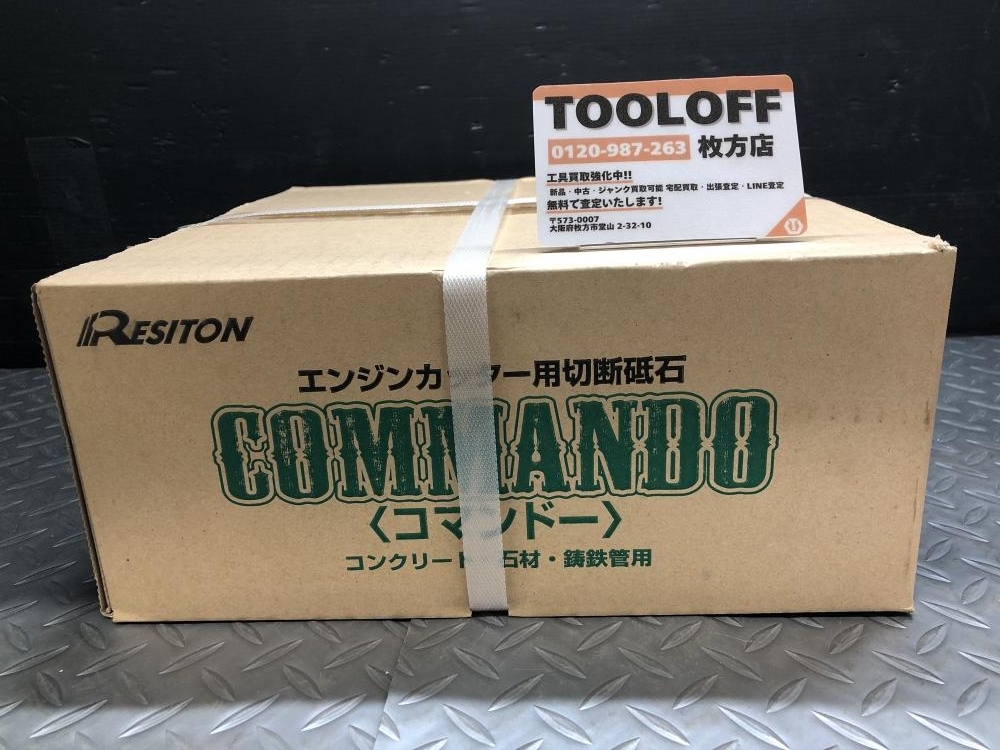 TOOLOFF
0120-987-263 枚方店
工具買取強化中!!
新品・中古・ジャンク買取可能 宅配買取・出張査定・LINE査定
無料で査定いたします!
〒573-0007
大阪府枚方市堂山 2-32-10
RESITON
エンジンカッター用切断砥石
COMMANDO
〈コマンドー〉
コンクリート・石材・鋳鉄管用